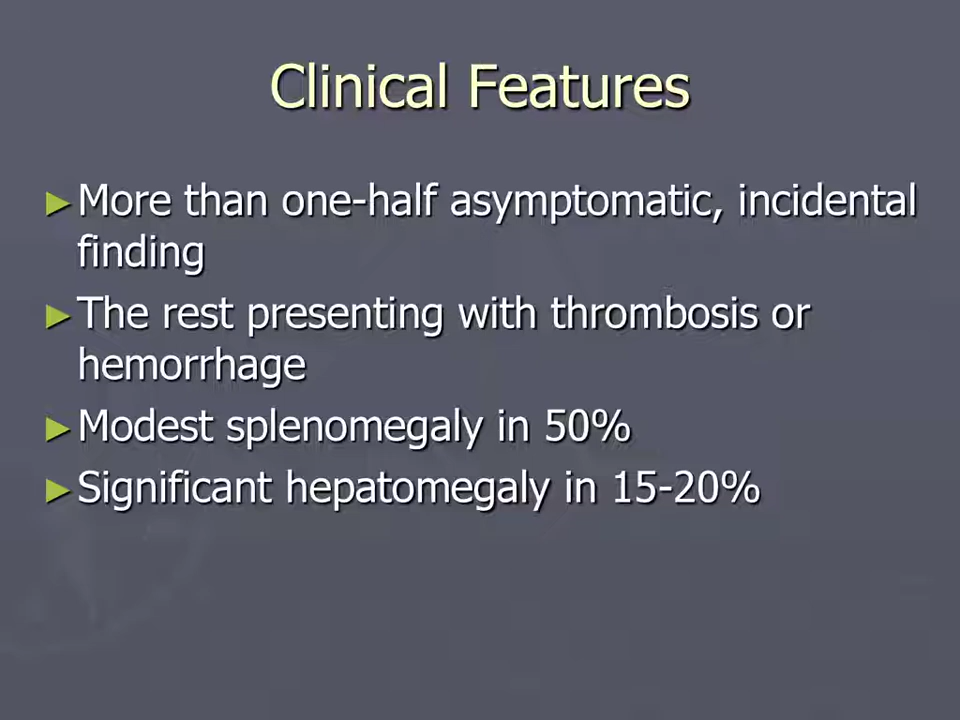 Clinical Features
►More than one-half asymptomatic, incidental
finding
►The rest presenting with thrombosis or
hemorrhage
►Modest splenomegaly in 50%
►Significant hepatomegaly in 15-20%